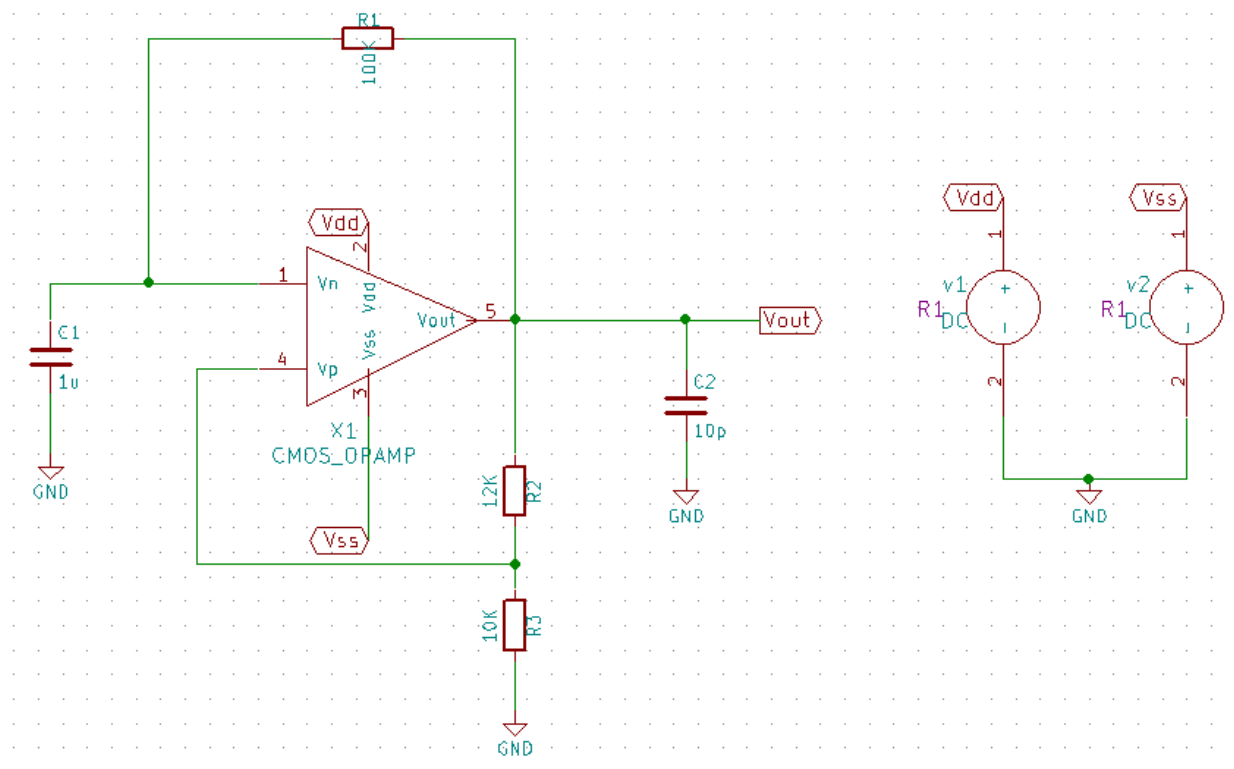 R1
100K
Vdd
2
1
Vn
Vdd
Vss
Vout
5
4
Vp
3
X1
CMOS_OPAMP
Vss
C1
1u
GND
Vout
C2
10p
GND
12K
R2
10K
R3
GND
Vdd
1
v1
R1
DC
2
Vss
1
v2
R1
DC
2
GND